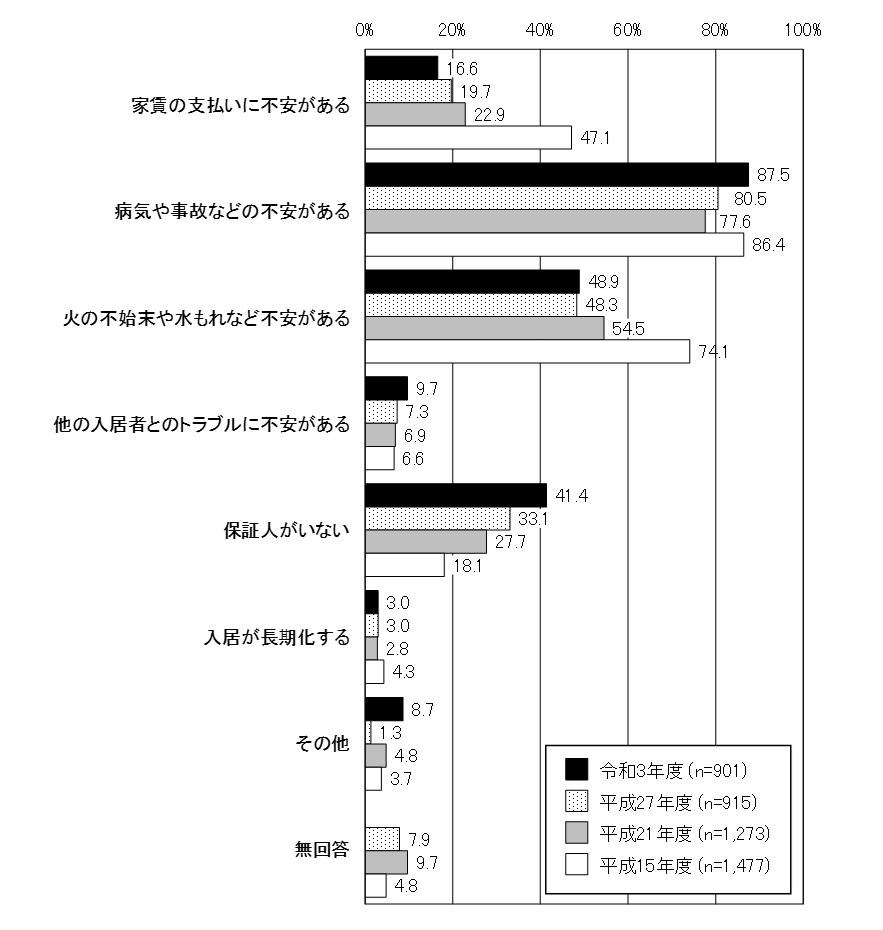 0% 20% 40% 60% 80% 100%
家賃の支払いに不安がある
16.6
19.7
22.9
47.1
病気や事故などの不安がある
87.5
80.5
77.6
86.4
火の不始末や水もれなど不安がある
48.9
48.3
54.5
74.1
他の入居者とのトラブルに不安がある
9.7
7.3
6.9
6.6
保証人がいない
41.4
33.1
27.7
18.1
入居が長期化する
3.0
3.0
2.8
4.3
その他
8.7
1.3
4.8
3.7
無回答
7.9
9.7
4.8
令和3年度(n=901)
平成27年度(n=915)
平成21年度(n=1,273)
平成15年度(n=1,477)